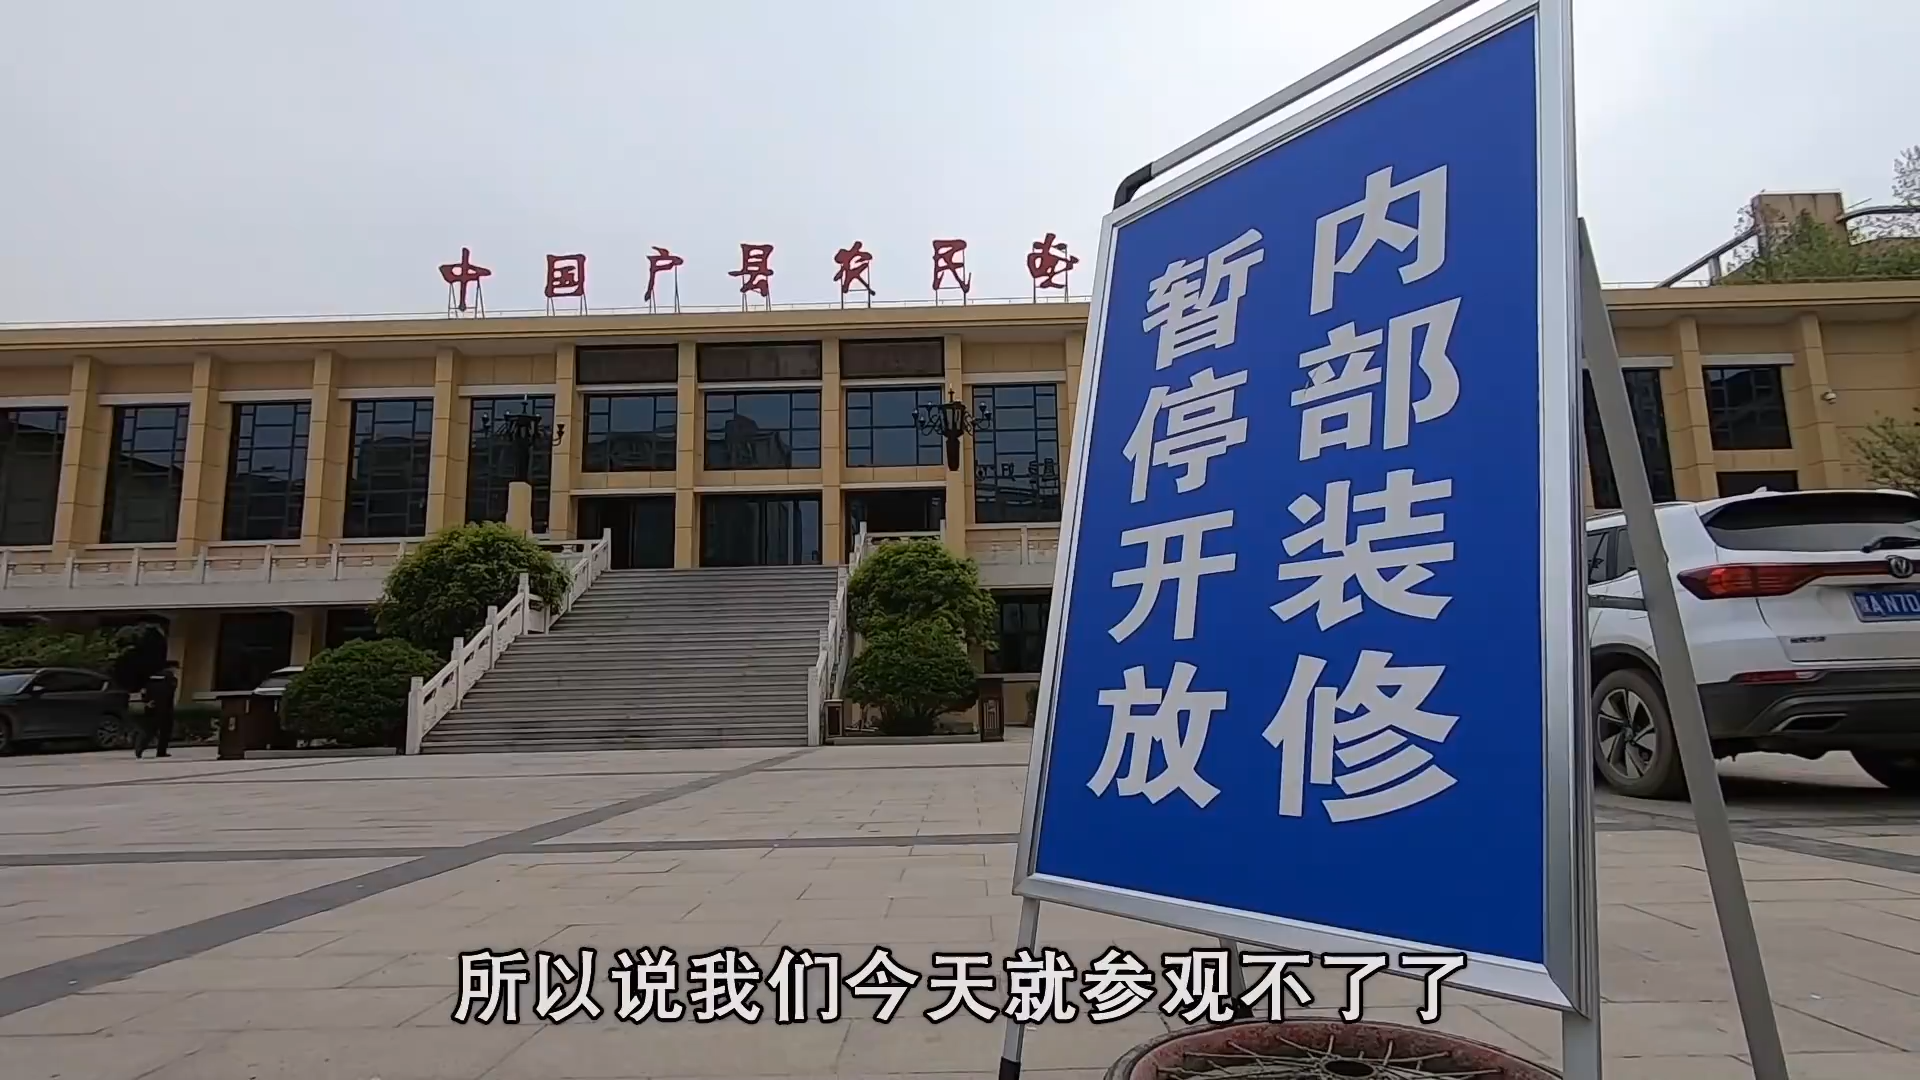 中国户县农民画
内部装修
暂停开放
所以说我们今天就参观不了了